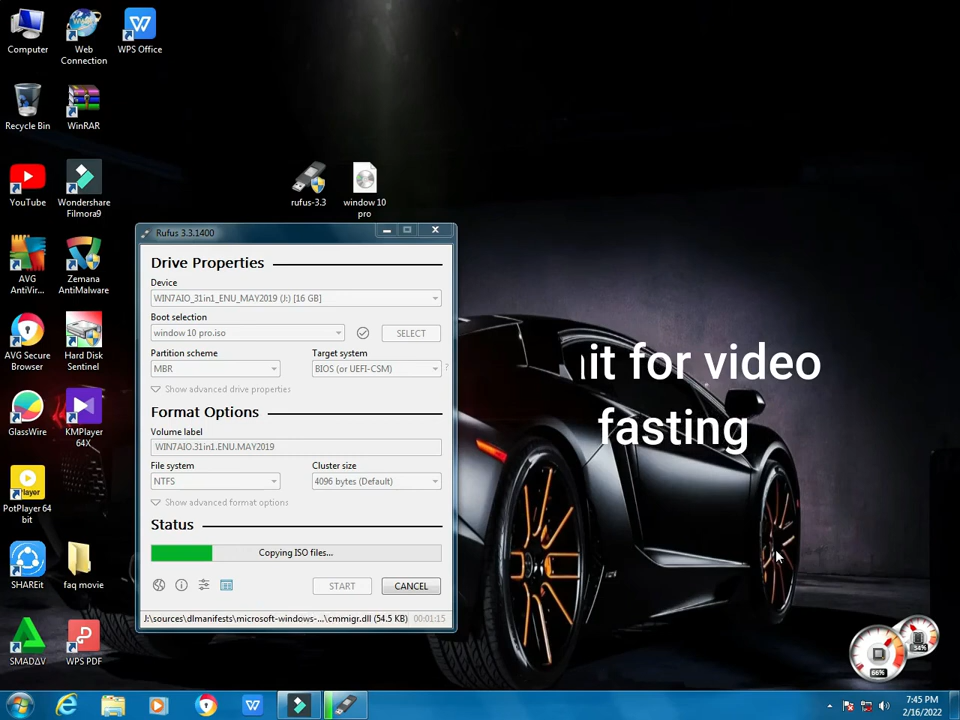 Computer
Web
Connection
WPS Office
Recycle Bin
WinRAR
YouTube
Wondershare
Filmora9
rufus-3.3
window 10
pro
AVG
AntiVir...
Zemana
AntiMalware
AVG Secure
Browser
Hard Disk
Sentinel
GlassWire
KMPlayer
64X
Player
PotPlayer 64
bit
SHAREit
faq movie
SMADΔV
WPS PDF
Rufus 3.3.1400
Drive Properties
Device
WIN7AIO_31in1_ENU_MAY2019 (J:) [16 GB]
Boot selection
window 10 pro.iso
SELECT
Partition scheme
Target system
MBR
BIOS (or UEFI-CSM)
?
Show advanced drive properties
Format Options
Volume label
WIN7AIO.31in1.ENU.MAY2019
File system
Cluster size
NTFS
4096 bytes (Default)
Show advanced format options
Status
Copying ISO files...
START
CANCEL
J:\sources\dlmanifests\microsoft-windows-...\cmmigr.dll (54.5 KB)
00:01:15
it for video
fasting
66%
34%
7:45 PM
2/16/2022